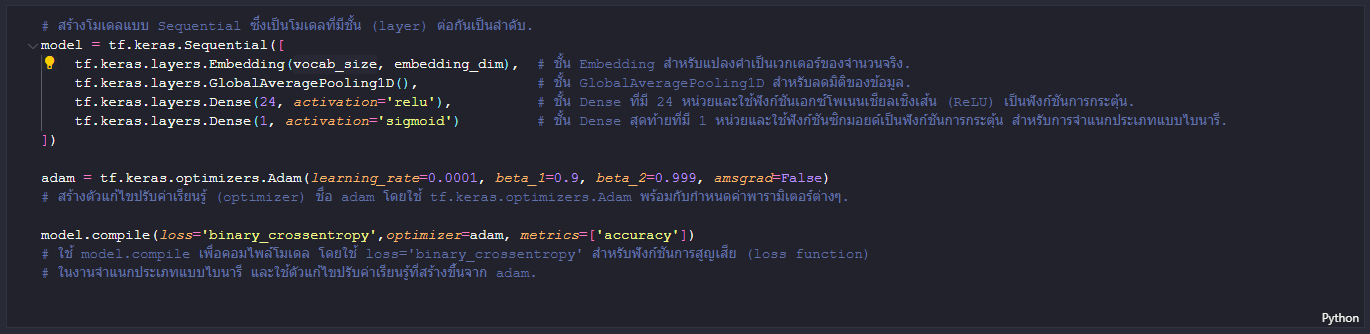 # สร้างโมเดลแบบ Sequential ซึ่งเป็นโมเดลที่มีชั้น (layer) ต่อกันเป็นลำดับ.
model = tf.keras.Sequential([
tf.keras.layers.Embedding(vocab_size, embedding_dim), # ชั้น Embedding สำหรับแปลงคำเป็นเวกเตอร์ของจำนวนจริง.
tf.keras.layers.GlobalAveragePooling1D(), # ชั้น GlobalAveragePooling1D สำหรับลดมิติของข้อมูล.
tf.keras.layers.Dense(24, activation='relu'), # ชั้น Dense ที่มี 24 หน่วยและใช้ฟังก์ชันเอกซ์โพเนนเชียลเชิงเส้น (ReLU) เป็นฟังก์ชันการกระตุ้น.
tf.keras.layers.Dense(1, activation='sigmoid') # ชั้น Dense สุดท้ายที่มี 1 หน่วยและใช้ฟังก์ชันซิกมอยด์เป็นฟังก์ชันการกระตุ้น สำหรับการจำแนกประเภทแบบไบนารี.
])
adam = tf.keras.optimizers.Adam(learning_rate=0.0001, beta_1=0.9, beta_2=0.999, amsgrad=False)
# สร้างตัวแก้ไขปรับค่าเรียนรู้ (optimizer) ชื่อ adam โดยใช้ tf.keras.optimizers.Adam พร้อมกับกำหนดค่าพารามิเตอร์ต่างๆ.
model.compile(loss='binary_crossentropy',optimizer=adam, metrics=['accuracy'])
# ใช้ model.compile เพื่อคอมไพล์โมเดล โดยใช้ loss='binary_crossentropy' สำหรับฟังก์ชันการสูญเสีย (loss function)
# ในงานจำแนกประเภทแบบไบนารี และใช้ตัวแก้ไขปรับค่าเรียนรู้ที่สร้างขึ้นจาก adam.
Python